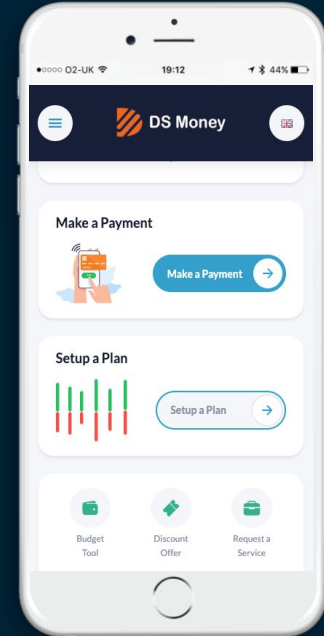 ●○○○○ O2-UK 19:12 44%
DS Money
Make a Payment
Make a Payment
Setup a Plan
Setup a Plan
Budget Discount Request a
Tool Offer Service